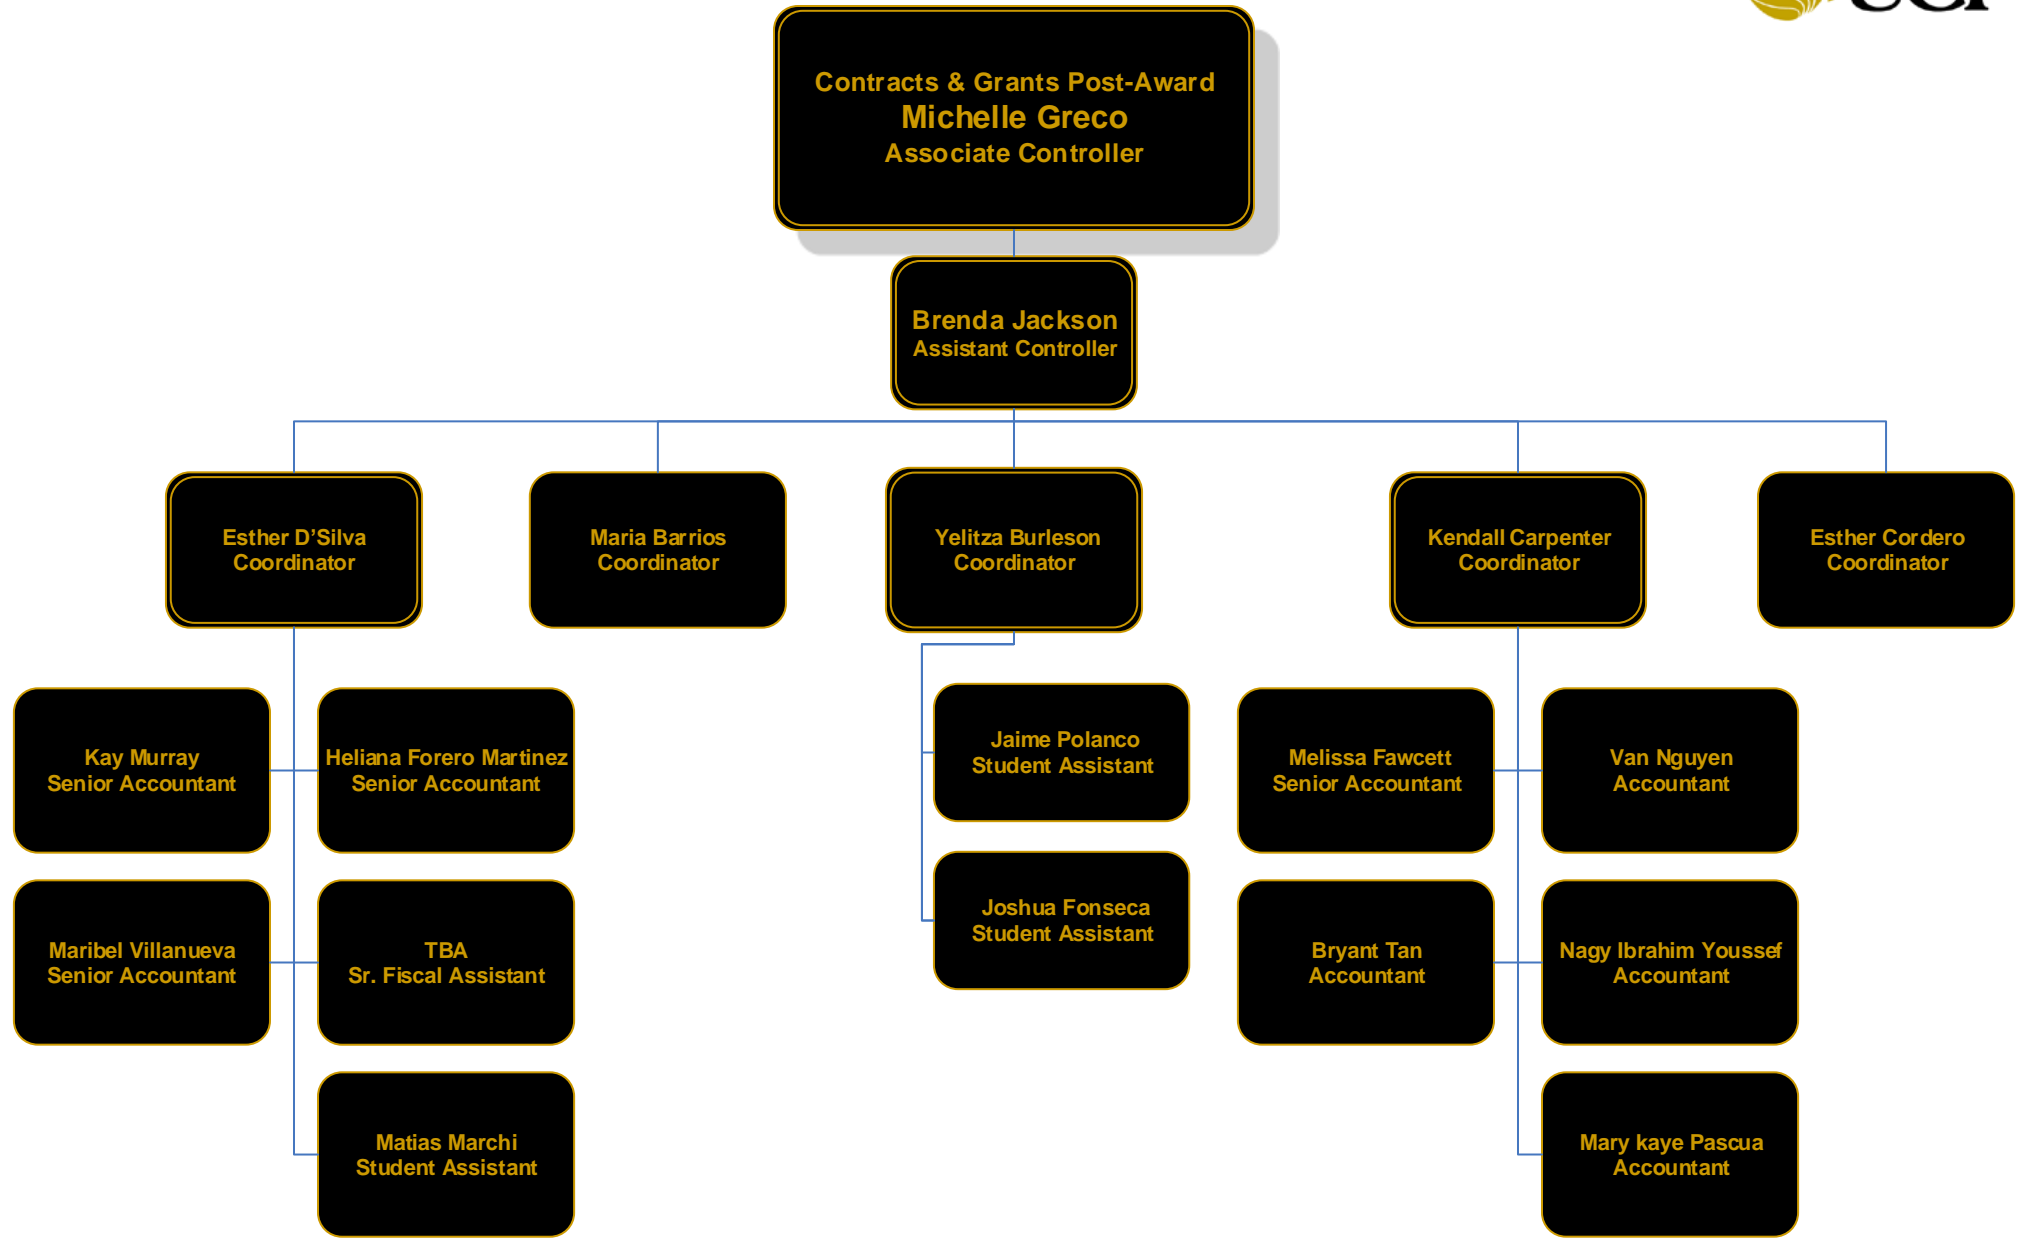 Contracts & Grants Post-Award
Michelle Greco
Associate Controller
Brenda Jackson
Assistant Controller
Esther D’Silva
Coordinator
Maria Barrios
Coordinator
Yelitza Burleson
Coordinator
Kendall Carpenter
Coordinator
Esther Cordero
Coordinator
Kay Murray
Senior Accountant
Heliana Forero Martinez
Senior Accountant
Jaime Polanco
Student Assistant
Melissa Fawcett
Senior Accountant
Van Nguyen
Accountant
Maribel Villanueva
Senior Accountant
TBA
Sr. Fiscal Assistant
Joshua Fonseca
Student Assistant
Bryant Tan
Accountant
Nagy Ibrahim Youssef
Accountant
Matias Marchi
Student Assistant
Mary kaye Pascua
Accountant